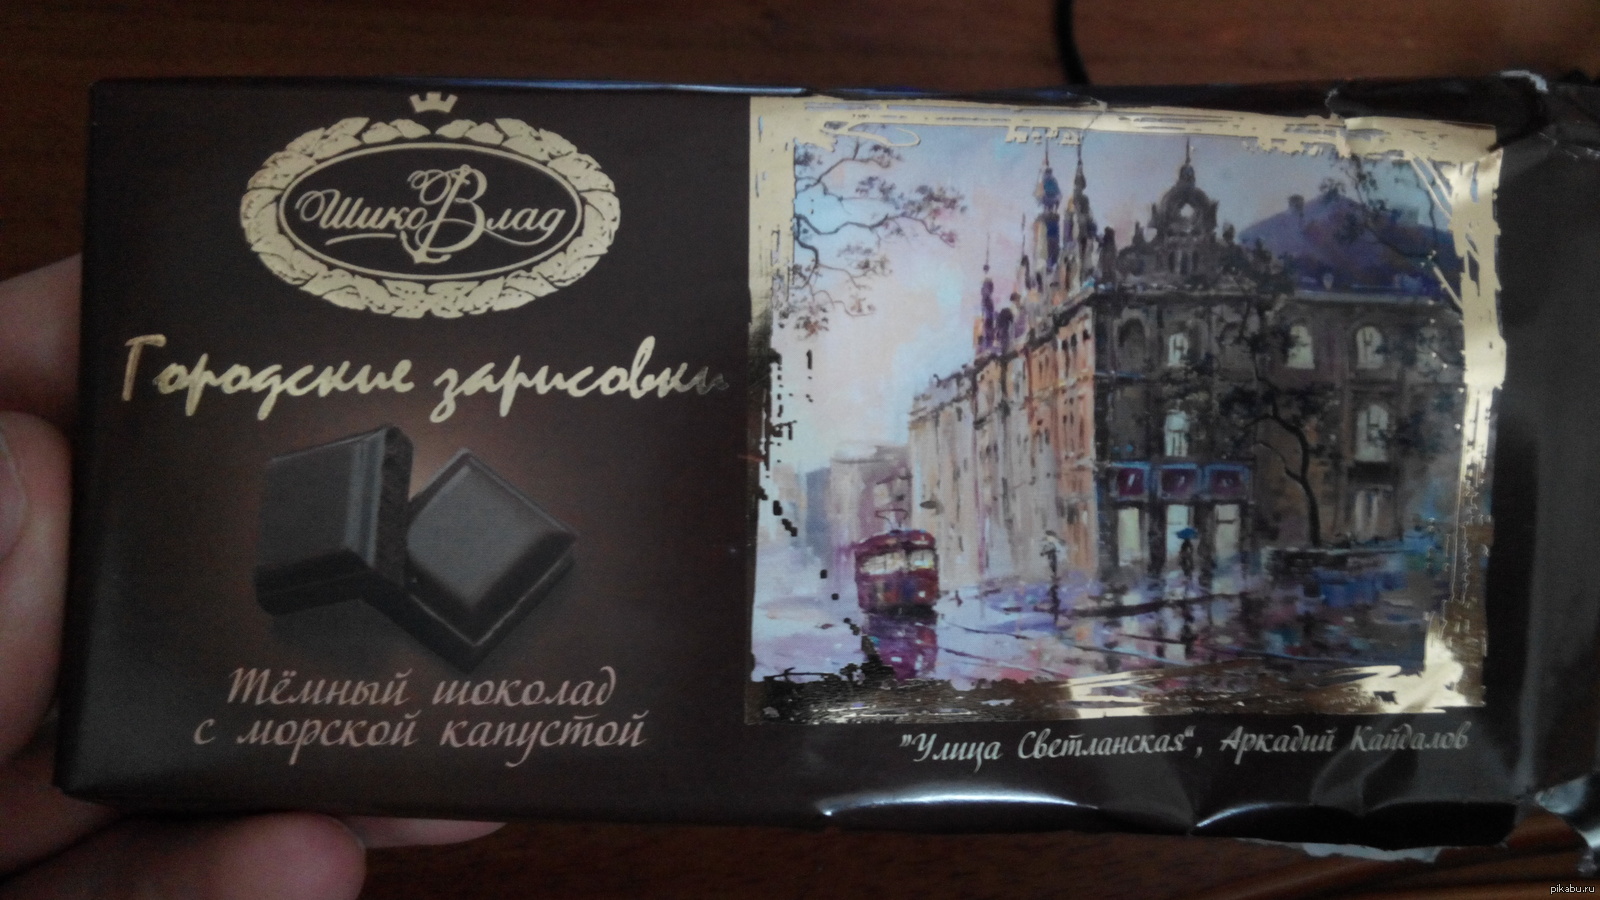 ШикоВлад
Городские зарисовки
Тёмный шоколад
с морской капустой
"Улица Светланская", Аркадий Кайдалов
pikabu.ru